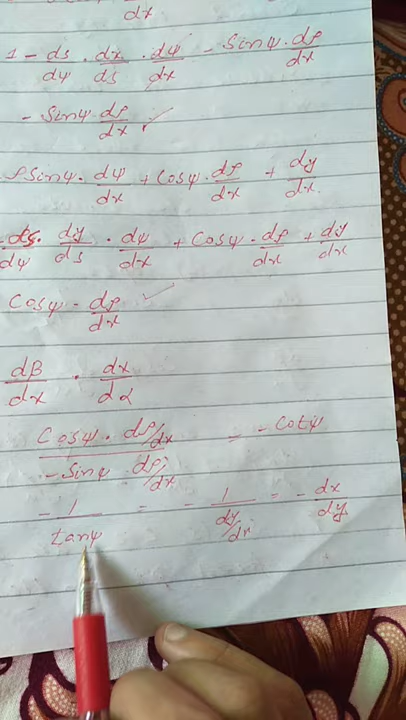 dx
1 - ds/dψ · dx/ds · dψ/dx - Sinψ · dρ/dx
- Sinψ · dρ/dx ✓
ρ Sinψ · dψ/dx + Cosψ · dρ/dx + dy/dx
- ds/dψ · dy/ds · dψ/dx + Cosψ · dρ/dx + dy/dx
Cosψ - dρ/dx ✓
dβ/dx · dx/dα
Cosψ · dρ/dx / - Sinψ · dρ/dx = - Cotψ
- 1/tanψ = - 1/(dy/dx) = - dx/dy